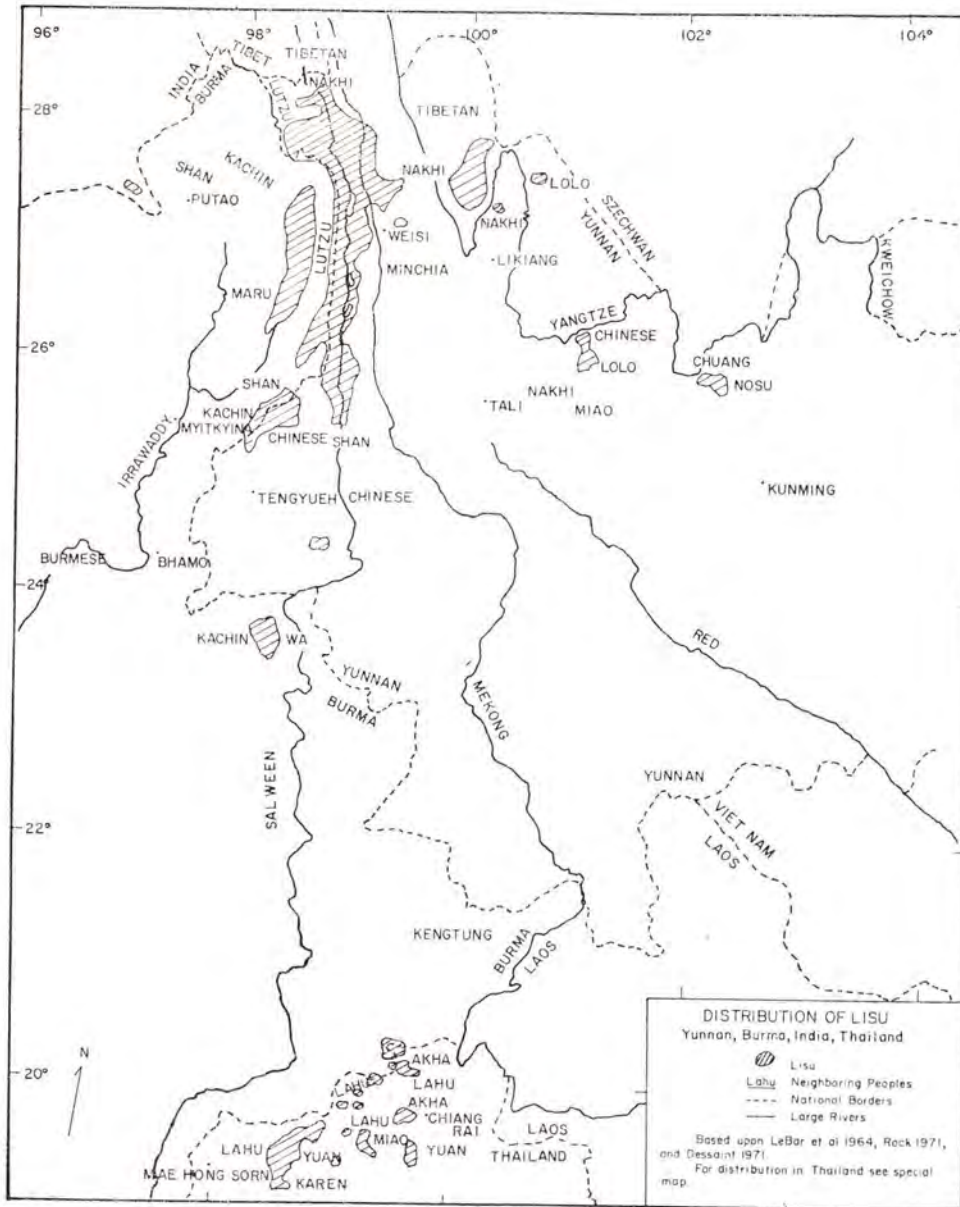 96°
98°
100°
102°
104°
TIBET
TIBETAN
INDIA
BURMA
NAKHI
LUTZU
28°
TIBETAN
KACHIN
SHAN
NAKHI
LOLO
PUTAO
SZECHWAN
YUNNAN
NAKHI
WEISI
LUTZU
LIKIANG
MINCHIA
KWEICHOW
MARU
YANGTZE
26°
CHINESE
CHUANG
LOLO
NOSU
SHAN
NAKHI
KACHIN
TALI
MIAO
MYITKYINA
CHINESE SHAN
IRRAWADDY
KUNMING
TENGYUEH
CHINESE
BURMESE
BHAMO
24°
KACHIN
WA
RED
YUNNAN
BURMA
MEKONG
SALWEEN
YUNNAN
VIET NAM
LAOS
22°
KENGTUNG
BURMA
LAOS
N
20°
AKHA
LAHU
LAHU
AKHA
CHIANG
RAI
LAHU
MIAO
LAOS
LAHU
YUAN
YUAN
THAILAND
MAE HONG SORN
KAREN
DISTRIBUTION OF LISU
Yunnan, Burma, India, Thailand
Lisu
Lahu Neighboring Peoples
National Borders
Large Rivers
Based upon LeBar et al 1964, Rock 1971,
and Dessaint 1971.
For distribution in Thailand see special
map.